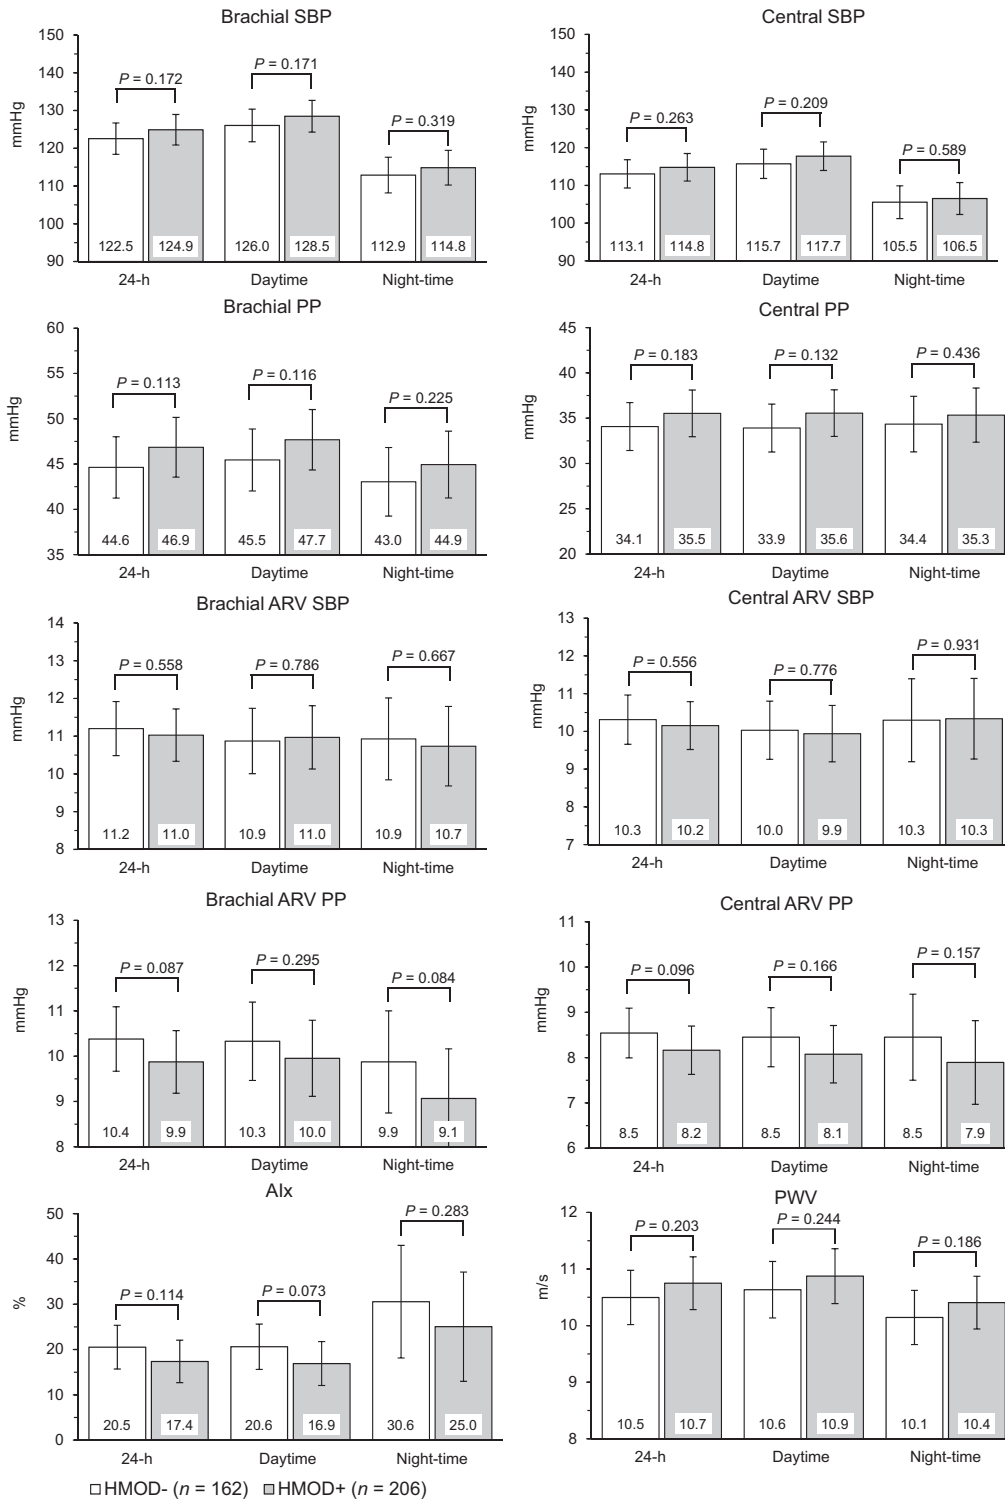 Brachial SBP
150
140
130
120
110
100
90
mmHg
P = 0.172
P = 0.171
P = 0.319
122.5
124.9
126.0
128.5
112.9
114.8
24-h
Daytime
Night-time
Central SBP
150
140
130
120
110
100
90
mmHg
P = 0.263
P = 0.209
P = 0.589
113.1
114.8
115.7
117.7
105.5
106.5
24-h
Daytime
Night-time
Brachial PP
60
55
50
45
40
35
mmHg
P = 0.113
P = 0.116
P = 0.225
44.6
46.9
45.5
47.7
43.0
44.9
24-h
Daytime
Night-time
Central PP
45
40
35
30
25
20
mmHg
P = 0.183
P = 0.132
P = 0.436
34.1
35.5
33.9
35.6
34.4
35.3
24-h
Daytime
Night-time
Brachial ARV SBP
14
13
12
11
10
9
8
mmHg
P = 0.558
P = 0.786
P = 0.667
11.2
11.0
10.9
11.0
10.9
10.7
24-h
Daytime
Night-time
Central ARV SBP
13
12
11
10
9
8
7
mmHg
P = 0.556
P = 0.776
P = 0.931
10.3
10.2
10.0
9.9
10.3
10.3
24-h
Daytime
Night-time
Brachial ARV PP
13
12
11
10
9
8
mmHg
P = 0.087
P = 0.295
P = 0.084
10.4
9.9
10.3
10.0
9.9
9.1
24-h
Daytime
Night-time
Central ARV PP
11
10
9
8
7
6
mmHg
P = 0.096
P = 0.166
P = 0.157
8.5
8.2
8.5
8.1
8.5
7.9
24-h
Daytime
Night-time
AIx
50
40
30
20
10
0
%
P = 0.114
P = 0.073
P = 0.283
20.5
17.4
20.6
16.9
30.6
25.0
24-h
Daytime
Night-time
PWV
12
11
10
9
8
m/s
P = 0.203
P = 0.244
P = 0.186
10.5
10.7
10.6
10.9
10.1
10.4
24-h
Daytime
Night-time
HMOD- (n = 162) HMOD+ (n = 206)